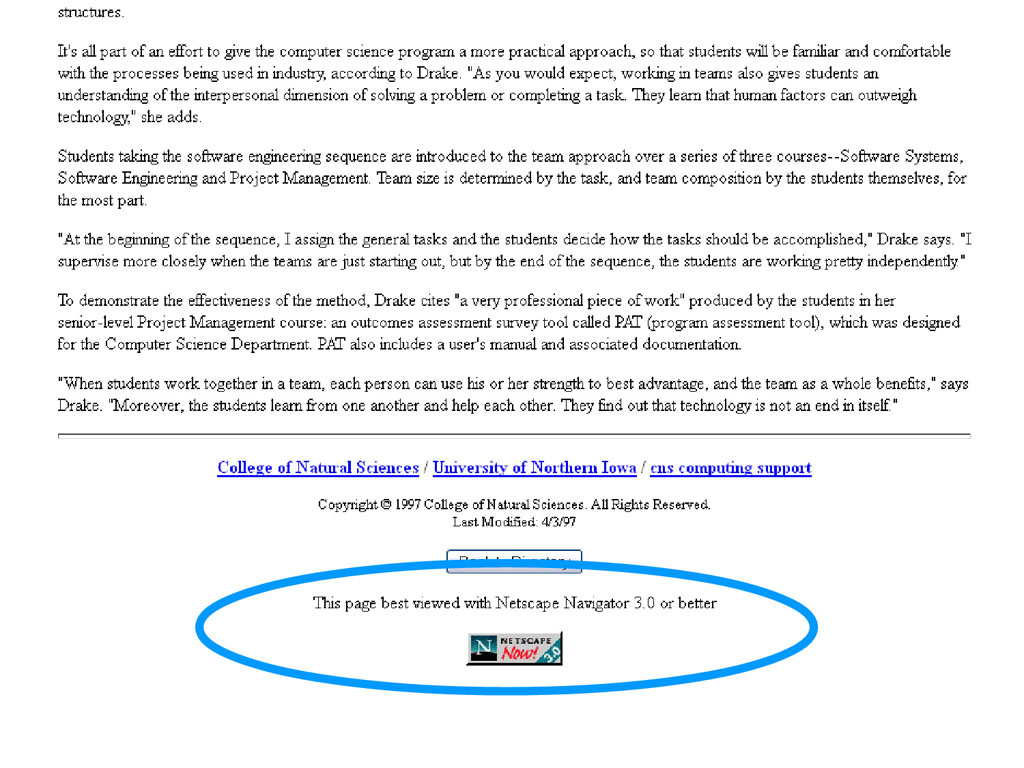 structures.
It's all part of an effort to give the computer science program a more practical approach, so that students will be familiar and comfortable
with the processes being used in industry, according to Drake. "As you would expect, working in teams also gives students an
understanding of the interpersonal dimension of solving a problem or completing a task. They learn that human factors can outweigh
technology," she adds.
Students taking the software engineering sequence are introduced to the team approach over a series of three courses--Software Systems,
Software Engineering and Project Management. Team size is determined by the task, and team composition by the students themselves, for
the most part.
"At the beginning of the sequence, I assign the general tasks and the students decide how the tasks should be accomplished," Drake says. "I
supervise more closely when the teams are just starting out, but by the end of the sequence, the students are working pretty independently."
To demonstrate the effectiveness of the method, Drake cites "a very professional piece of work" produced by the students in her
senior-level Project Management course: an outcomes assessment survey tool called PAT (program assessment tool), which was designed
for the Computer Science Department. PAT also includes a user's manual and associated documentation.
"When students work together in a team, each person can use his or her strength to best advantage, and the team as a whole benefits," says
Drake. "Moreover, the students learn from one another and help each other. They find out that technology is not an end in itself."
College of Natural Sciences / University of Northern Iowa / cns computing support
Copyright © 1997 College of Natural Sciences. All Rights Reserved.
Last Modified: 4/3/97
Back to Directory
This page best viewed with Netscape Navigator 3.0 or better
N NETSCAPE
Now! 3.0